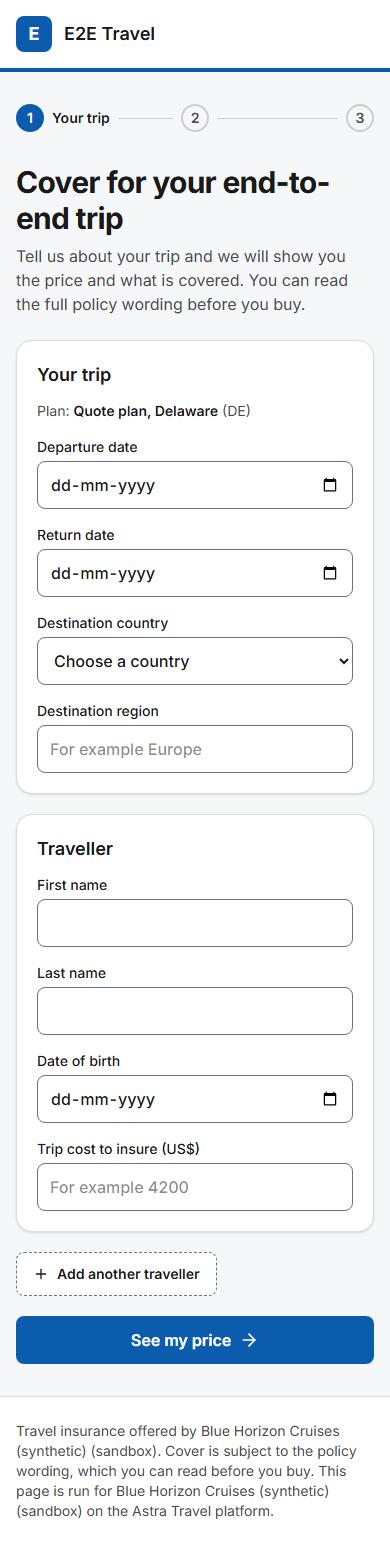 E E2E Travel
1 Your trip 2 3
Cover for your end-to-
end trip
Tell us about your trip and we will show you
the price and what is covered. You can read
the full policy wording before you buy.
Your trip
Plan: Quote plan, Delaware (DE)
Departure date
dd-mm-yyyy
Return date
dd-mm-yyyy
Destination country
Choose a country
Destination region
For example Europe
Traveller
First name
Last name
Date of birth
dd-mm-yyyy
Trip cost to insure (US$)
For example 4200
+ Add another traveller
See my price →
Travel insurance offered by Blue Horizon Cruises
(synthetic) (sandbox). Cover is subject to the policy
wording, which you can read before you buy. This
page is run for Blue Horizon Cruises (synthetic)
(sandbox) on the Astra Travel platform.